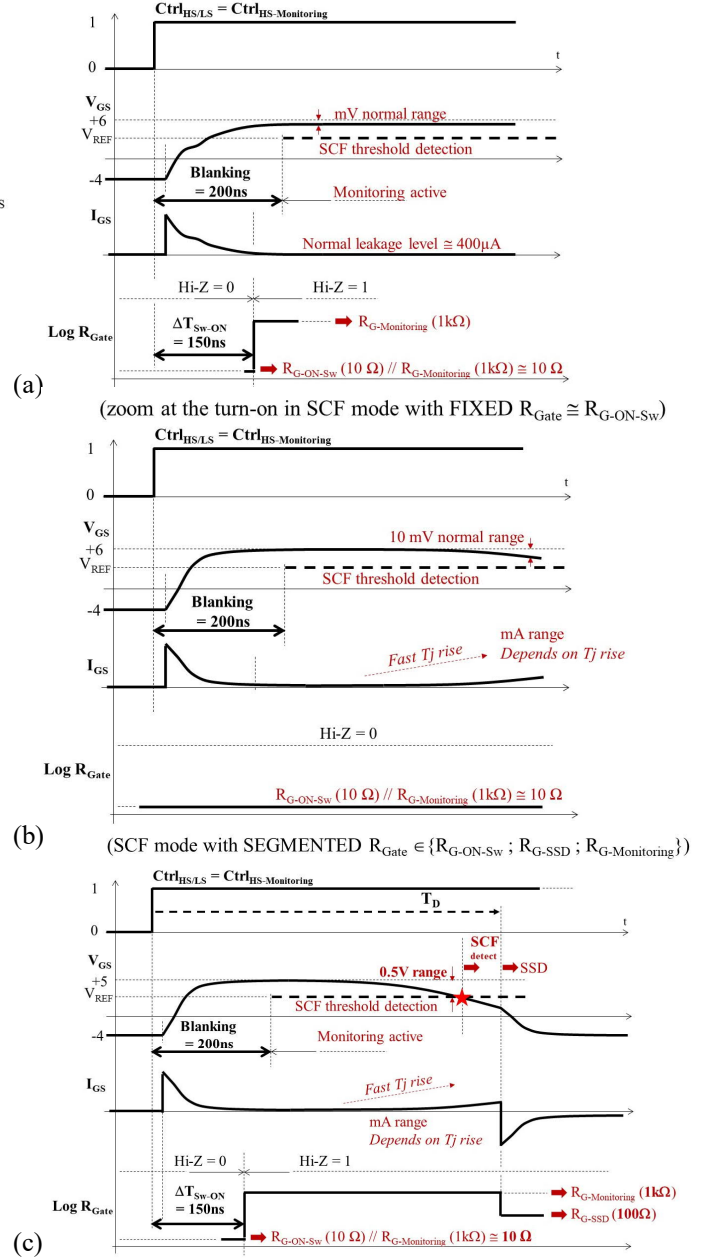 Ctrl_HS/LS = Ctrl_HS-Monitoring
1
t
0
V_GS
+6
mV normal range
V_REF
SCF threshold detection
Blanking
= 200ns
-4
Monitoring active
S
I_GS
Normal leakage level ≅ 400µA
Hi-Z = 0
Hi-Z = 1
Log R_Gate
ΔT_Sw-ON
= 150ns
R_G-Monitoring (1kΩ)
R_G-ON-Sw (10 Ω) // R_G-Monitoring (1kΩ) ≅ 10 Ω
(a)
(zoom at the turn-on in SCF mode with FIXED R_Gate ≅ R_G-ON-Sw)
Ctrl_HS/LS = Ctrl_HS-Monitoring
1
t
0
V_GS
+6
10 mV normal range
V_REF
SCF threshold detection
-4
Blanking
= 200ns
mA range
Depends on Tj rise
Fast Tj rise
I_GS
Hi-Z = 0
Log R_Gate
R_G-ON-Sw (10 Ω) // R_G-Monitoring (1kΩ) ≅ 10 Ω
(b)
(SCF mode with SEGMENTED R_Gate ∈{R_G-ON-Sw ; R_G-SSD ; R_G-Monitoring})
Ctrl_HS/LS = Ctrl_HS-Monitoring
1
T_D
t
0
SCF
detect
SSD
V_GS
+5
0.5V range
V_REF
SCF threshold detection
-4
Blanking
= 200ns
Monitoring active
I_GS
Fast Tj rise
mA range
Depends on Tj rise
Hi-Z = 0
Hi-Z = 1
Log R_Gate
ΔT_Sw-ON
= 150ns
R_G-Monitoring (1kΩ)
R_G-SSD (100Ω)
R_G-ON-Sw (10 Ω) // R_G-Monitoring (1kΩ) ≅ 10 Ω
(c)